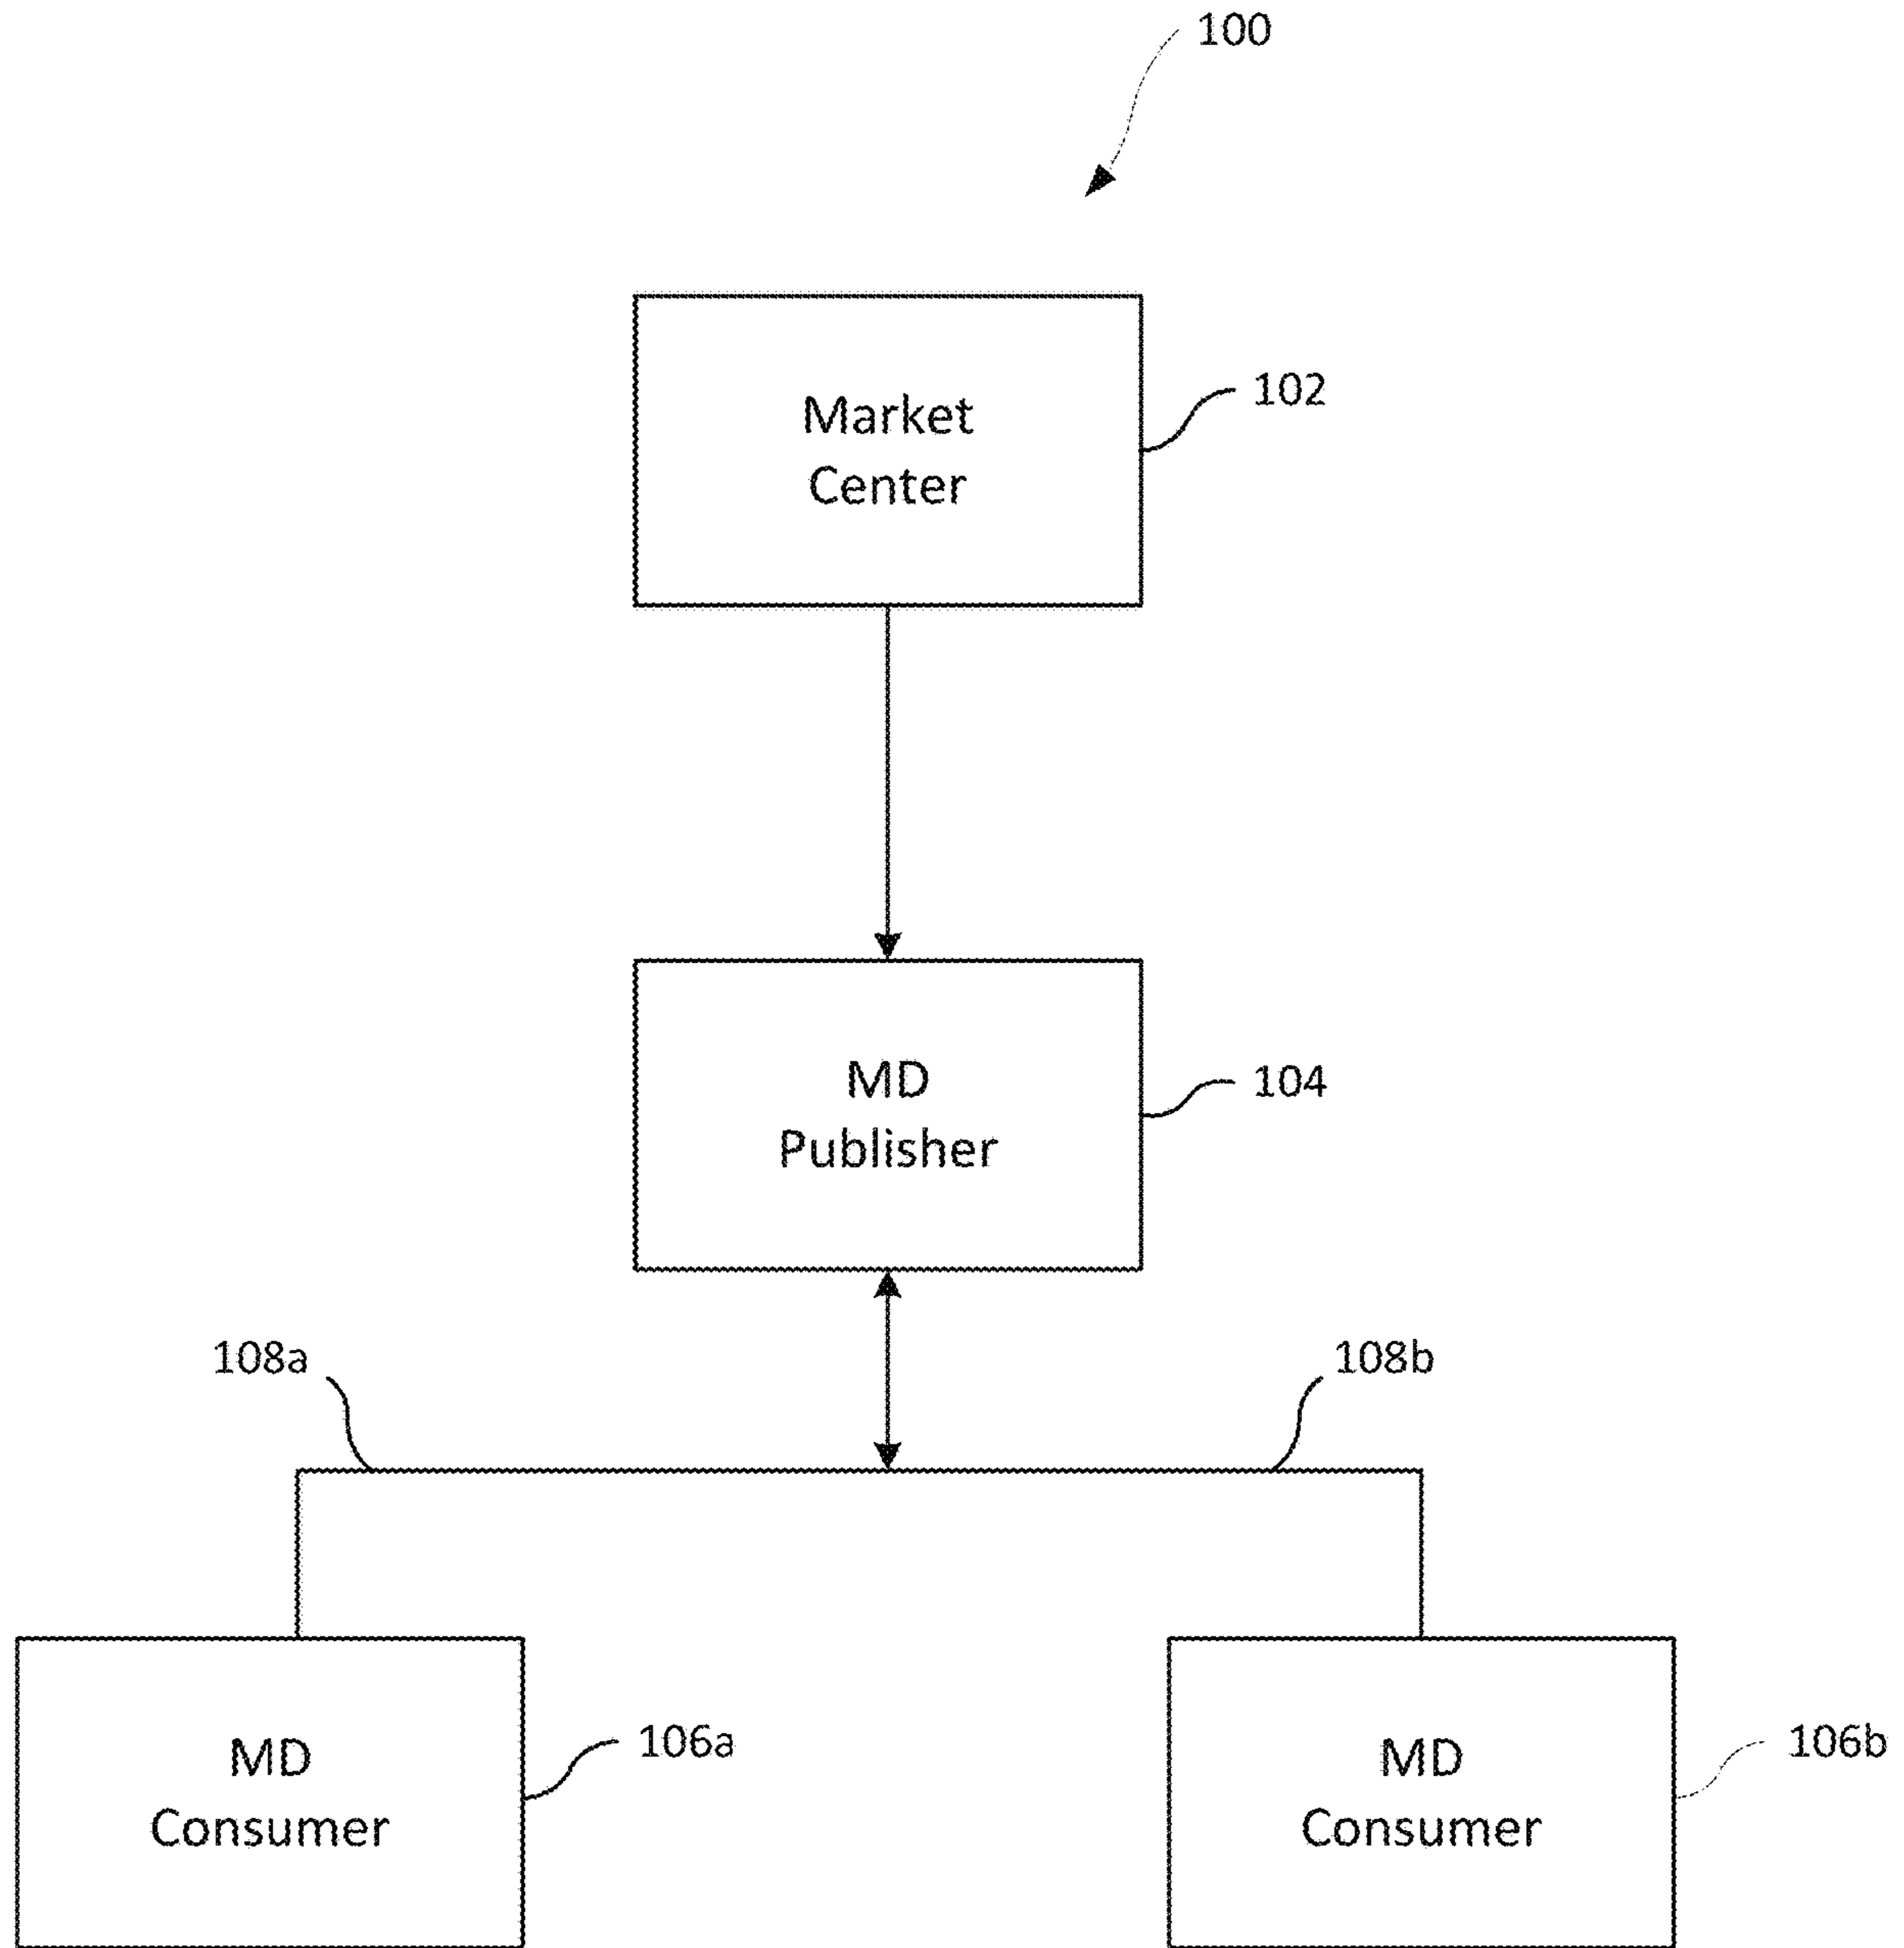 100
Market
Center
102
MD
Publisher
104
108a
108b
MD
Consumer
106a
MD
Consumer
106b